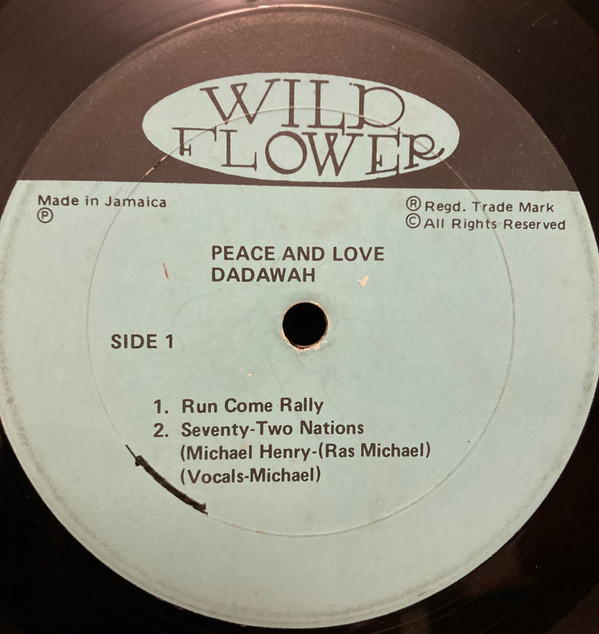 WILD
FLOWER
Made in Jamaica
Ⓟ
Ⓡ Regd. Trade Mark
© All Rights Reserved
PEACE AND LOVE
DADAWAH
SIDE 1
1. Run Come Rally
2. Seventy-Two Nations
(Michael Henry-(Ras Michael)
(Vocals-Michael)